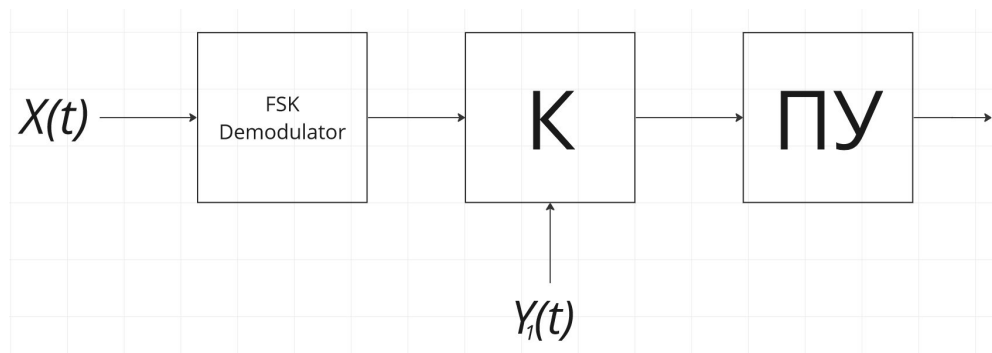 X(t)
FSK
Demodulator
К
ПУ
Y₁(t)